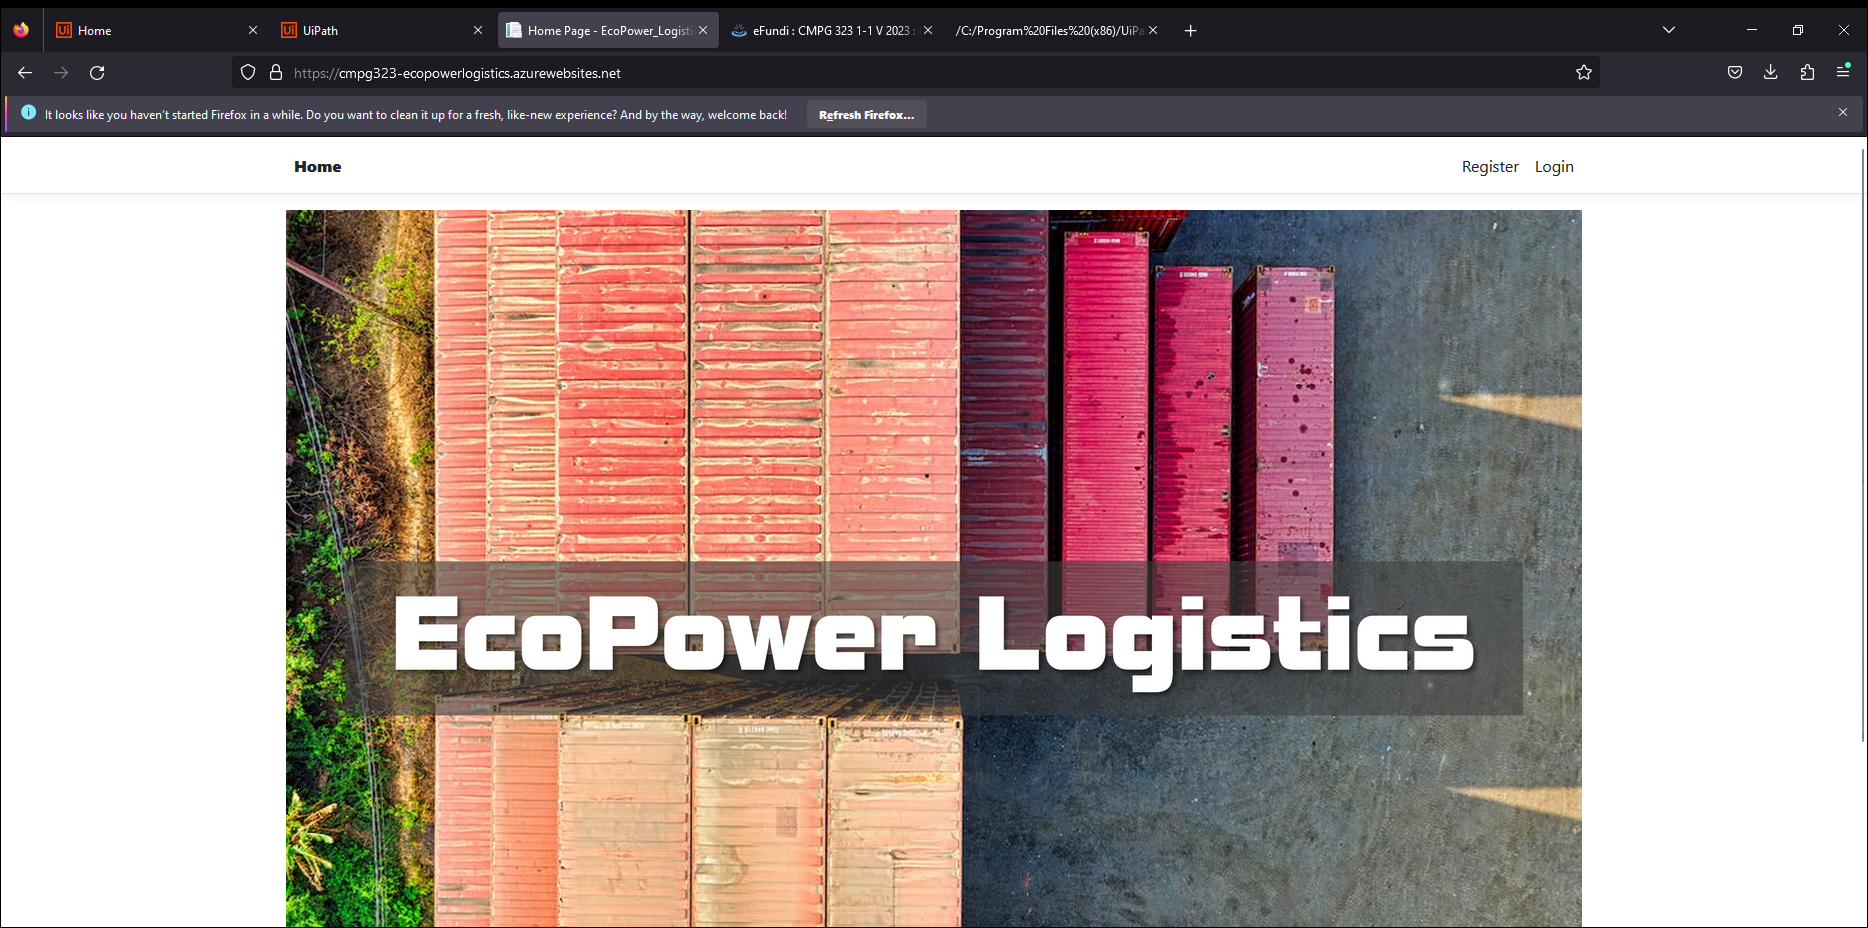 Home
UiPath
Home Page - EcoPower_Logisti
eFundi : CMPG 323 1-1 V 2023 :
/C:/Program%20Files%20(x86)/UiPa
https://cmpg323-ecopowerlogistics.azurewebsites.net
It looks like you haven't started Firefox in a while. Do you want to clean it up for a fresh, like-new experience? And by the way, welcome back!
Refresh Firefox...
Home
Register
Login
EcoPower Logistics